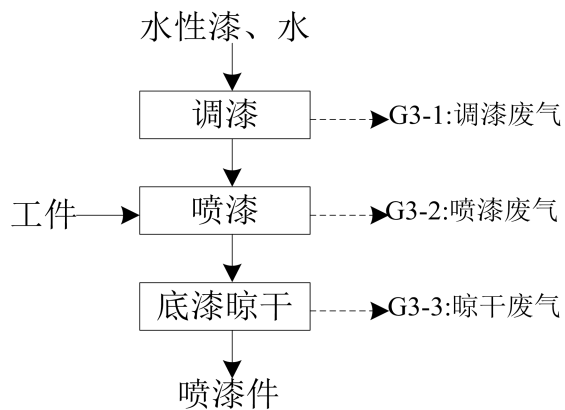 水性漆、水
调漆
G3-1:调漆废气
工件
喷漆
G3-2:喷漆废气
底漆晾干
G3-3:晾干废气
喷漆件